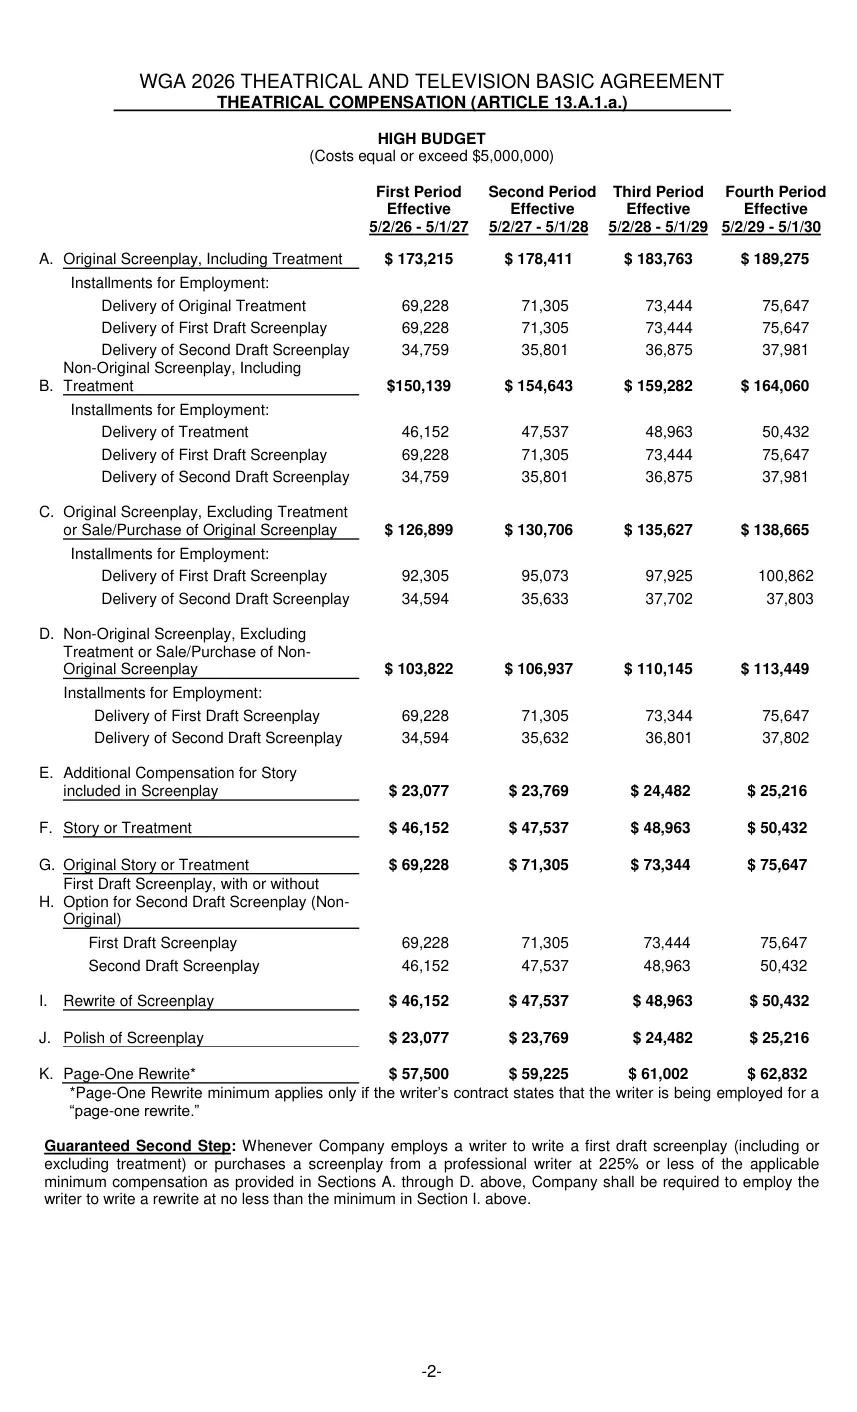 WGA 2026 THEATRICAL AND TELEVISION BASIC AGREEMENT
THEATRICAL COMPENSATION (ARTICLE 13.A.1.a.)
HIGH BUDGET
(Costs equal or exceed $5,000,000)
First Period Second Period Third Period Fourth Period
Effective Effective Effective Effective
5/2/26 - 5/1/27 5/2/27 - 5/1/28 5/2/28 - 5/1/29 5/2/29 - 5/1/30
A. Original Screenplay, Including Treatment $ 173,215 $ 178,411 $ 183,763 $ 189,275
Installments for Employment:
Delivery of Original Treatment 69,228 71,305 73,444 75,647
Delivery of First Draft Screenplay 69,228 71,305 73,444 75,647
Delivery of Second Draft Screenplay 34,759 35,801 36,875 37,981
Non-Original Screenplay, Including
B. Treatment $150,139 $ 154,643 $ 159,282 $ 164,060
Installments for Employment:
Delivery of Treatment 46,152 47,537 48,963 50,432
Delivery of First Draft Screenplay 69,228 71,305 73,444 75,647
Delivery of Second Draft Screenplay 34,759 35,801 36,875 37,981
C. Original Screenplay, Excluding Treatment
or Sale/Purchase of Original Screenplay $ 126,899 $ 130,706 $ 135,627 $ 138,665
Installments for Employment:
Delivery of First Draft Screenplay 92,305 95,073 97,925 100,862
Delivery of Second Draft Screenplay 34,594 35,633 37,702 37,803
D. Non-Original Screenplay, Excluding
Treatment or Sale/Purchase of Non-
Original Screenplay $ 103,822 $ 106,937 $ 110,145 $ 113,449
Installments for Employment:
Delivery of First Draft Screenplay 69,228 71,305 73,344 75,647
Delivery of Second Draft Screenplay 34,594 35,632 36,801 37,802
E. Additional Compensation for Story
included in Screenplay $ 23,077 $ 23,769 $ 24,482 $ 25,216
F. Story or Treatment $ 46,152 $ 47,537 $ 48,963 $ 50,432
G. Original Story or Treatment $ 69,228 $ 71,305 $ 73,344 $ 75,647
First Draft Screenplay, with or without
H. Option for Second Draft Screenplay (Non-
Original)
First Draft Screenplay 69,228 71,305 73,444 75,647
Second Draft Screenplay 46,152 47,537 48,963 50,432
I. Rewrite of Screenplay $ 46,152 $ 47,537 $ 48,963 $ 50,432
J. Polish of Screenplay $ 23,077 $ 23,769 $ 24,482 $ 25,216
K. Page-One Rewrite* $ 57,500 $ 59,225 $ 61,002 $ 62,832
*Page-One Rewrite minimum applies only if the writer's contract states that the writer is being employed for a
“page-one rewrite.”
Guaranteed Second Step: Whenever Company employs a writer to write a first draft screenplay (including or
excluding treatment) or purchases a screenplay from a professional writer at 225% or less of the applicable
minimum compensation as provided in Sections A. through D. above, Company shall be required to employ the
writer to write a rewrite at no less than the minimum in Section I. above.
-2-